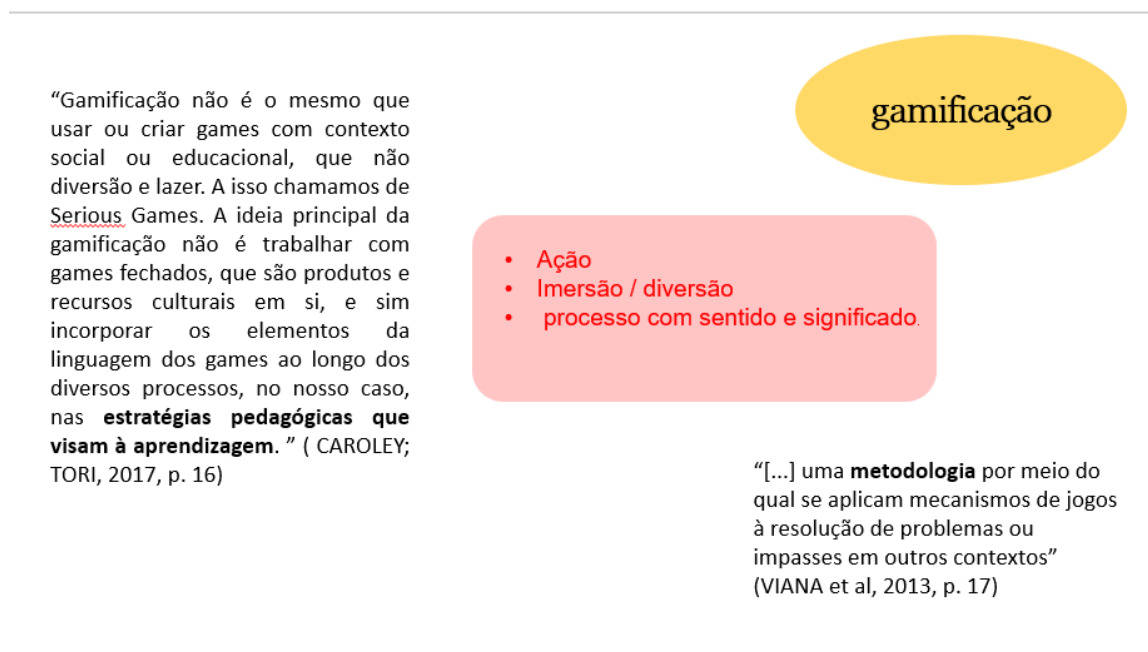 “Gamificação não é o mesmo que
usar ou criar games com contexto
social ou educacional, que não
diversão e lazer. A isso chamamos de
Serious Games. A ideia principal da
gamificação não é trabalhar com
games fechados, que são produtos e
recursos culturais em si, e sim
incorporar os elementos da
linguagem dos games ao longo dos
diversos processos, no nosso caso,
nas estratégias pedagógicas que
visam à aprendizagem. ” ( CAROLEY;
TORI, 2017, p. 16)
gamificação
• Ação
• Imersão / diversão
• processo com sentido e significado.
“[...] uma metodologia por meio do
qual se aplicam mecanismos de jogos
à resolução de problemas ou
impasses em outros contextos”
(VIANA et al, 2013, p. 17)